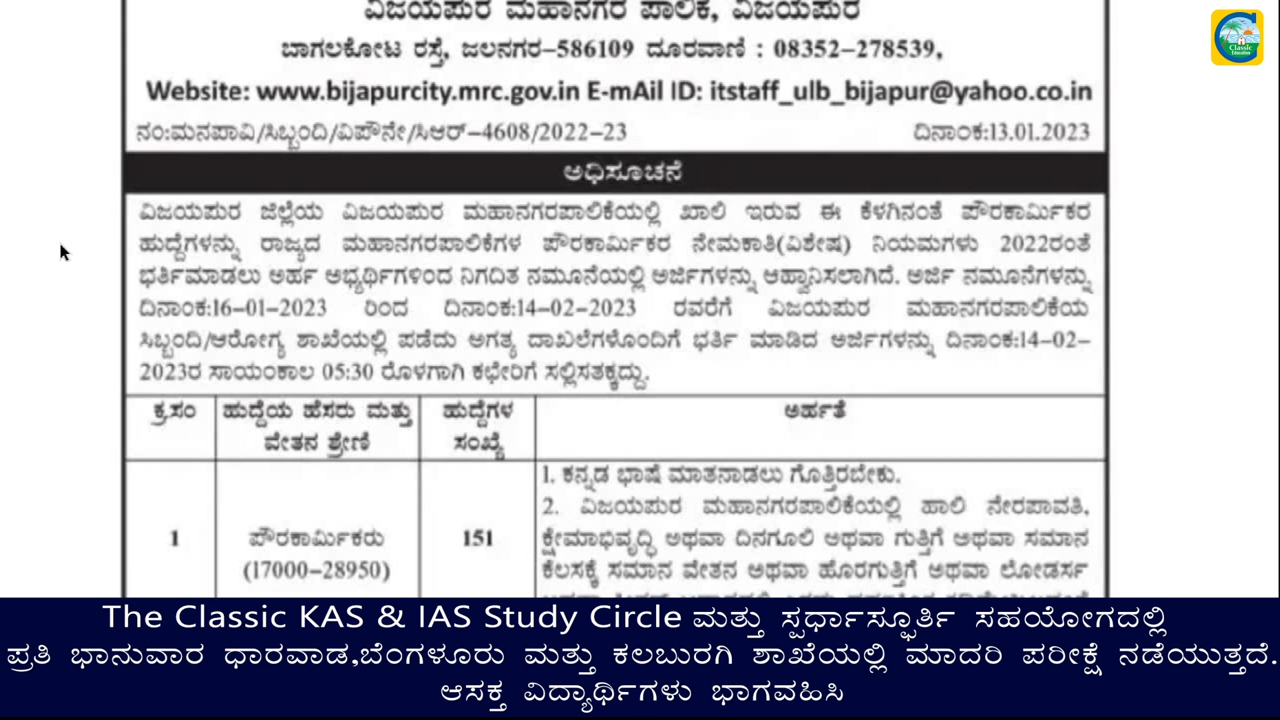 ವಿಜಯಪುರ ಮಹಾನಗರ ಪಾಲಿಕೆ, ವಿಜಯಪುರ
Classic
Education
ಬಾಗಲಕೋಟ ರಸ್ತೆ, ಜಲನಗರ-586109 ದೂರವಾಣಿ : 08352-278539,
Website: www.bijapurcity.mrc.gov.in E-mAil ID: itstaff_ulb_bijapur@yahoo.co.in
ನಂ:ಮನಪಾವಿ/ಸಿಬ್ಬಂದಿ/ವಿಪೌನೇ/ಸಿಆರ್-4608/2022-23 ದಿನಾಂಕ:13.01.2023
ಅಧಿಸೂಚನೆ
ವಿಜಯಪುರ ಜಿಲ್ಲೆಯ ವಿಜಯಪುರ ಮಹಾನಗರಪಾಲಿಕೆಯಲ್ಲಿ ಖಾಲಿ ಇರುವ ಈ ಕೆಳಗಿನಂತೆ ಪೌರಕಾರ್ಮಿಕರ
ಹುದ್ದೆಗಳನ್ನು ರಾಜ್ಯದ ಮಹಾನಗರಪಾಲಿಕೆಗಳ ಪೌರಕಾರ್ಮಿಕರ ನೇಮಕಾತಿ(ವಿಶೇಷ) ನಿಯಮಗಳು 2022ರಂತೆ
ಭರ್ತಿಮಾಡಲು ಅರ್ಹ ಅಭ್ಯರ್ಥಿಗಳಿಂದ ನಿಗದಿತ ನಮೂನೆಯಲ್ಲಿ ಅರ್ಜಿಗಳನ್ನು ಆಹ್ವಾನಿಸಲಾಗಿದೆ. ಅರ್ಜಿ ನಮೂನೆಗಳನ್ನು
ದಿನಾಂಕ:16-01-2023 ರಿಂದ ದಿನಾಂಕ:14-02-2023 ರವರೆಗೆ ವಿಜಯಪುರ ಮಹಾನಗರಪಾಲಿಕೆಯ
ಸಿಬ್ಬಂದಿ/ಆರೋಗ್ಯ ಶಾಖೆಯಲ್ಲಿ ಪಡೆದು ಅಗತ್ಯ ದಾಖಲೆಗಳೊಂದಿಗೆ ಭರ್ತಿ ಮಾಡಿದ ಅರ್ಜಿಗಳನ್ನು ದಿನಾಂಕ:14-02-
2023ರ ಸಾಯಂಕಾಲ 05:30 ರೊಳಗಾಗಿ ಕಛೇರಿಗೆ ಸಲ್ಲಿಸತಕ್ಕದ್ದು.
ಕ್ರ.ಸಂ ಹುದ್ದೆಯ ಹೆಸರು ಮತ್ತು ವೇತನ ಶ್ರೇಣಿ ಹುದ್ದೆಗಳ ಸಂಖ್ಯೆ ಅರ್ಹತೆ
1 ಪೌರಕಾರ್ಮಿಕರು (17000-28950) 151
1. ಕನ್ನಡ ಭಾಷೆ ಮಾತನಾಡಲು ಗೊತ್ತಿರಬೇಕು.
2. ವಿಜಯಪುರ ಮಹಾನಗರಪಾಲಿಕೆಯಲ್ಲಿ ಹಾಲಿ ನೇರಪಾವತಿ,
ಕ್ಷೇಮಾಭಿವೃದ್ಧಿ ಅಥವಾ ದಿನಗೂಲಿ ಅಥವಾ ಗುತ್ತಿಗೆ ಅಥವಾ ಸಮಾನ
ಕೆಲಸಕ್ಕೆ ಸಮಾನ ವೇತನ ಅಥವಾ ಹೊರಗುತ್ತಿಗೆ ಅಥವಾ ಲೋಡರ್ಸ
The Classic KAS & IAS Study Circle ಮತ್ತು ಸ್ಪರ್ಧಾಸ್ಫೂರ್ತಿ ಸಹಯೋಗದಲ್ಲಿ
ಪ್ರತಿ ಭಾನುವಾರ ಧಾರವಾಡ,ಬೆಂಗಳೂರು ಮತ್ತು ಕಲಬುರಗಿ ಶಾಖೆಯಲ್ಲಿ ಮಾದರಿ ಪರೀಕ್ಷೆ ನಡೆಯುತ್ತದೆ.
ಆಸಕ್ತ ವಿದ್ಯಾರ್ಥಿಗಳು ಭಾಗವಹಿಸಿ